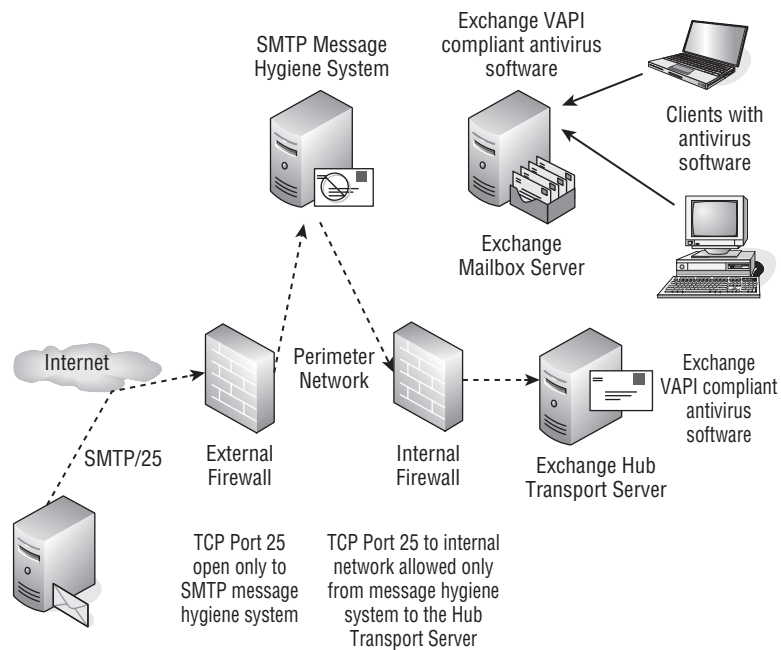 SMTP Message
Hygiene System
Exchange VAPI
compliant antivirus
software
Clients with
antivirus
software
Exchange
Mailbox Server
Internet
Perimeter
Network
SMTP/25
External
Firewall
Internal
Firewall
Exchange Hub
Transport Server
Exchange
VAPI compliant
antivirus
software
TCP Port 25
open only to
SMTP message
hygiene system
TCP Port 25 to internal
network allowed only
from message hygiene
system to the Hub
Transport Server